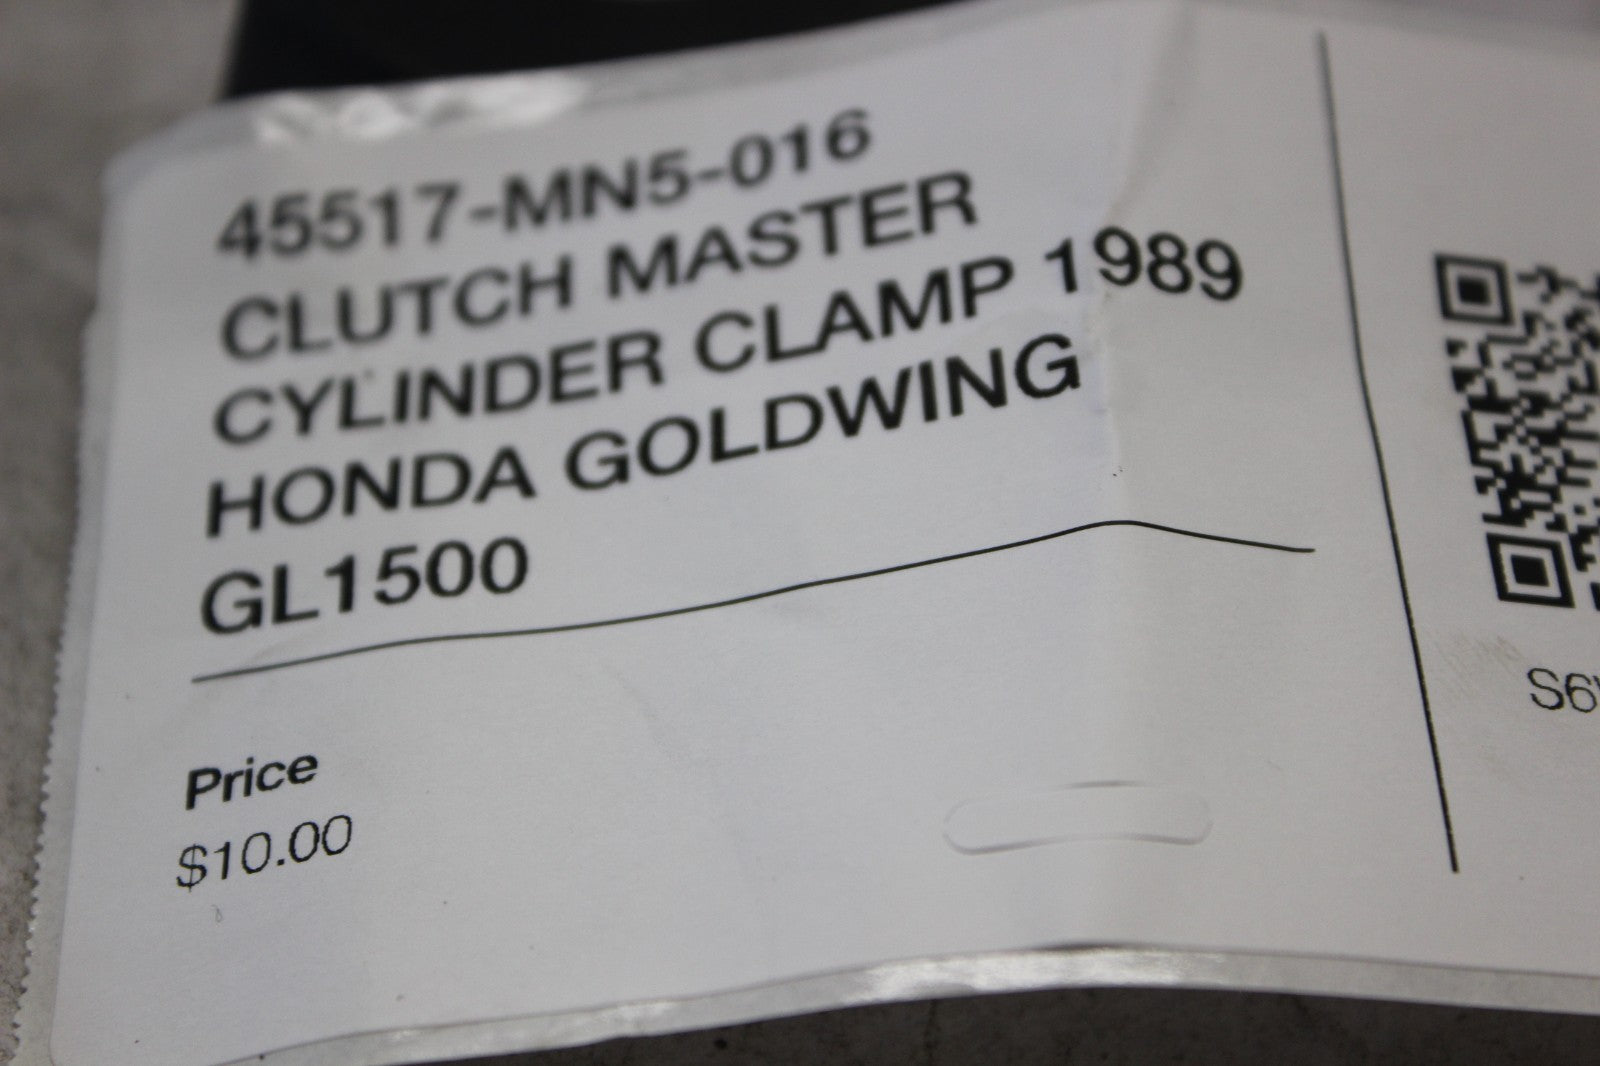 45517-MN5-016
CLUTCH MASTER
CYLINDER CLAMP 1989
HONDA GOLDWING
GL1500
Price
$10.00